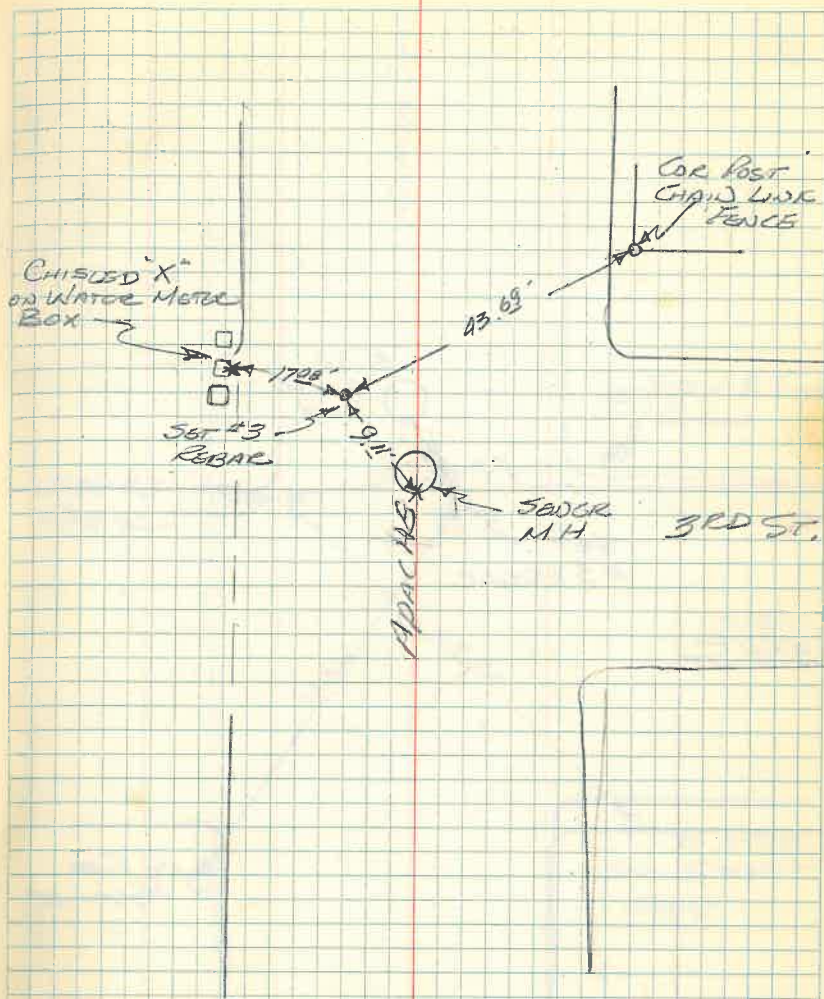 COR POST
CHAIN LINK
FENCE
CHISLED "X"
ON WATER METER
BOX
43.69'
17.08'
SET #3
REBAR
9.11'
SEWER
MH
3RD ST.
APACHE